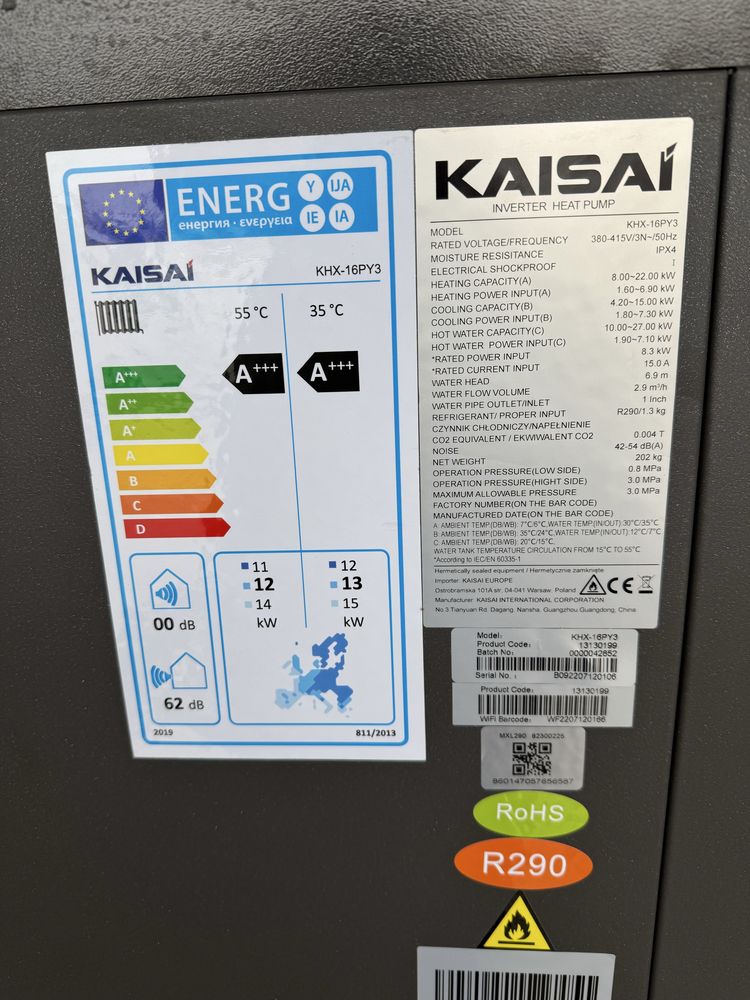 ENERG Y IJA
IE IA
енергия · ενεργεια
KAISAI KHX-16PY3
55 °C 35 °C
A+++ A+++
A+++
A++
A+
A
B
C
D
11 12
12 13
14 15
kW kW
00 dB
62 dB
2019 811/2013
KAISAI
INVERTER HEAT PUMP
MODEL KHX-16PY3
RATED VOLTAGE/FREQUENCY 380-415V/3N~/50Hz
MOISTURE RESISITANCE IPX4
ELECTRICAL SHOCKPROOF I
HEATING CAPACITY(A) 8.00~22.00 kW
HEATING POWER INPUT(A) 1.60~6.90 kW
COOLING CAPACITY(B) 4.20~15.00 kW
COOLING POWER INPUT(B) 1.80~7.30 kW
HOT WATER CAPACITY(C) 10.00~27.00 kW
HOT WATER POWER INPUT(C) 1.90~7.10 kW
*RATED POWER INPUT 8.3 kW
*RATED CURRENT INPUT 15.0 A
WATER HEAD 6.9 m
WATER FLOW VOLUME 2.9 m³/h
WATER PIPE OUTLET/INLET 1 Inch
REFRIGERANT/ PROPER INPUT R290/1.3 kg
CZYNNIK CHŁODNICZY/NAPEŁNIENIE
CO2 EQUIVALENT / EKWIWALENT CO2 0.004 T
NOISE 42-54 dB(A)
NET WEIGHT 202 kg
OPERATION PRESSURE(LOW SIDE) 0.8 MPa
OPERATION PRESSURE(HIGHT SIDE) 3.0 MPa
MAXIMUM ALLOWABLE PRESSURE 3.0 MPa
FACTORY NUMBER(ON THE BAR CODE)
MANUFACTURED DATE(ON THE BAR CODE)
A: AMBIENT TEMP.(DB/WB): 7°C/6°C, WATER TEMP.(IN/OUT):30°C/35°C.
B: AMBIENT TEMP.(DB/WB): 35°C/24°C, WATER TEMP.(IN/OUT):12°C/7°C.
C: AMBIENT TEMP.(DB/WB): 20°C/15°C,
WATER TANK TEMPERATURE CIRCULATION FROM 15°C TO 55°C.
*According to IEC/EN 60335-1
Hermetically sealed equipment / Hermetycznie zamknięte
Importer: KAISAI EUROPE
Ostrobramska 101A str. 04-041 Warsaw. Poland
Manufacturer: KAISAI INTERNATIONAL CORPORATION
No 3 Tianyuan Rd. Dagang, Nansha, Guangzhou Guangdong, China
CE
Model: KHX-16PY3
Product Code: 13130199
Batch No: 0000042852
Serial No. : B092207120106
Product Code: 13130199
WiFi Barcode: WF2207120166
MXL290 82300225
860147087656587
RoHS
R290